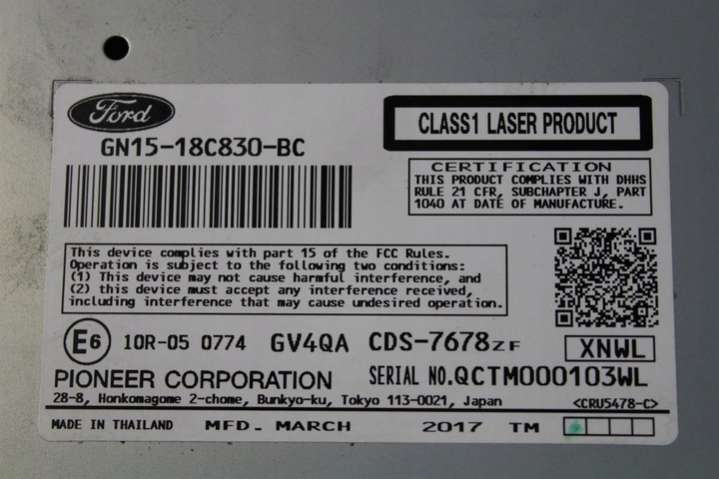 Ford
GN15-18C830-BC
CLASS1 LASER PRODUCT
CERTIFICATION
THIS PRODUCT COMPLIES WITH DHHS
RULE 21 CFR, SUBCHAPTER J, PART
1040 AT DATE OF MANUFACTURE.
This device complies with part 15 of the FCC Rules.
Operation is subject to the following two conditions:
(1) This device may not cause harmful interference, and
(2) this device must accept any interference received,
including interference that may cause undesired operation.
E6 10R-05 0774 GV4QA CDS-7678ZF XNWL
PIONEER CORPORATION SERIAL NO.QCTM000103WL
28-8, Honkomagome 2-chome, Bunkyo-ku, Tokyo 113-0021, Japan <CRU5478-C>
MADE IN THAILAND MFD. MARCH 2017 TM